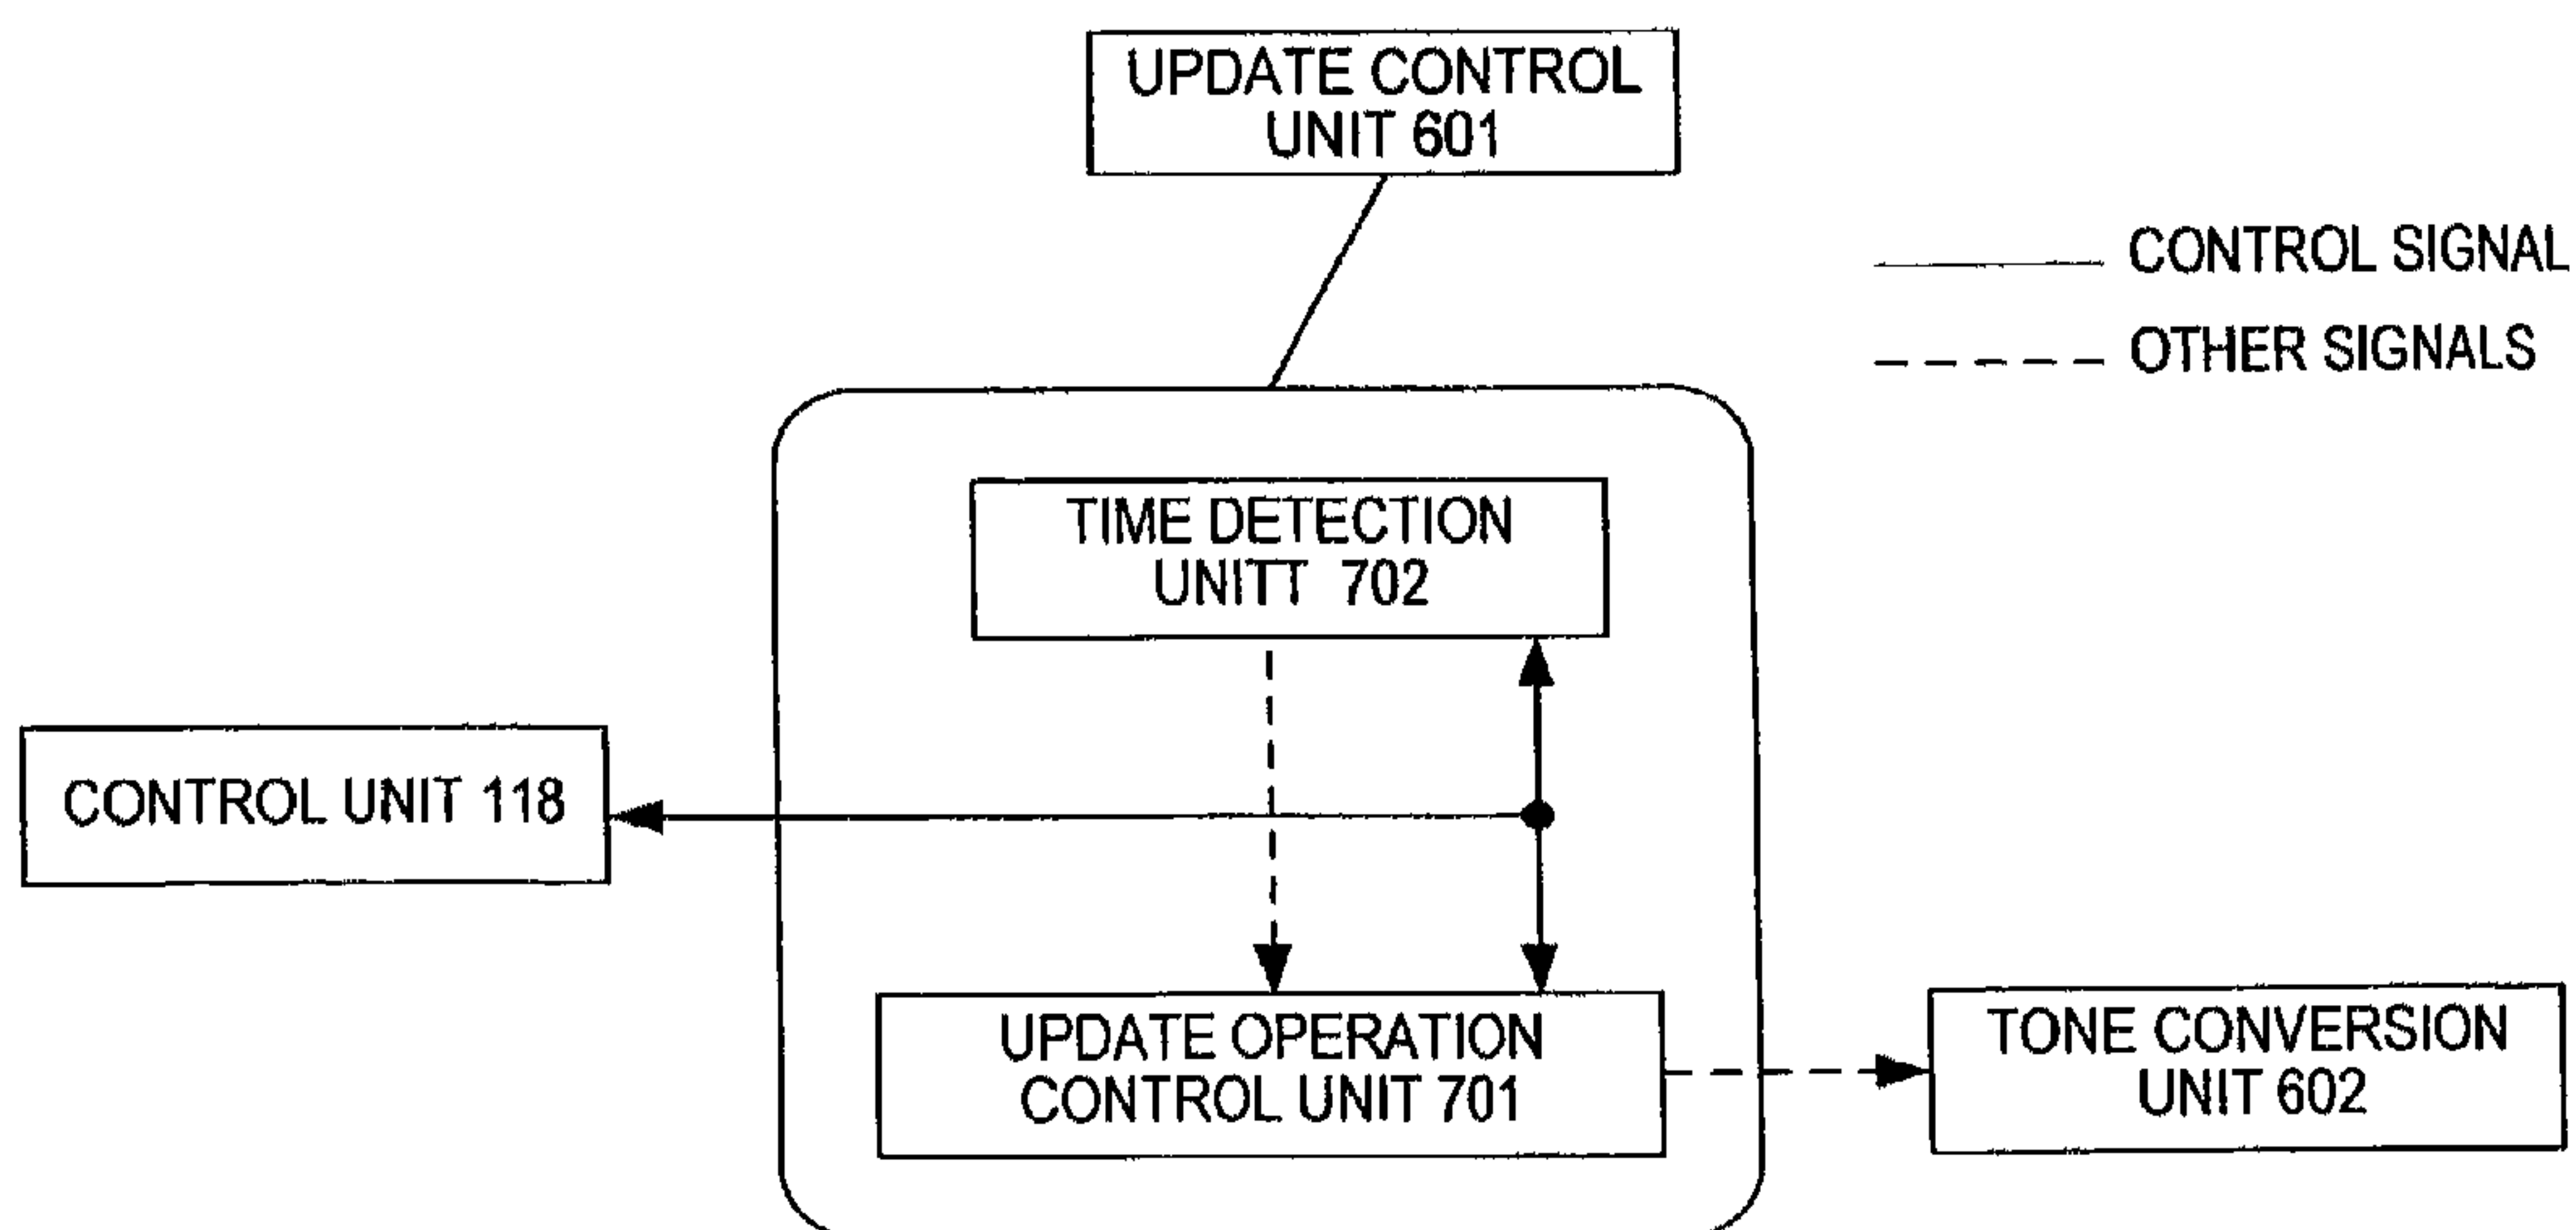 UPDATE CONTROL
UNIT 601
CONTROL SIGNAL
OTHER SIGNALS
TIME DETECTION
UNITT 702
CONTROL UNIT 118
UPDATE OPERATION
CONTROL UNIT 701
TONE CONVERSION
UNIT 602